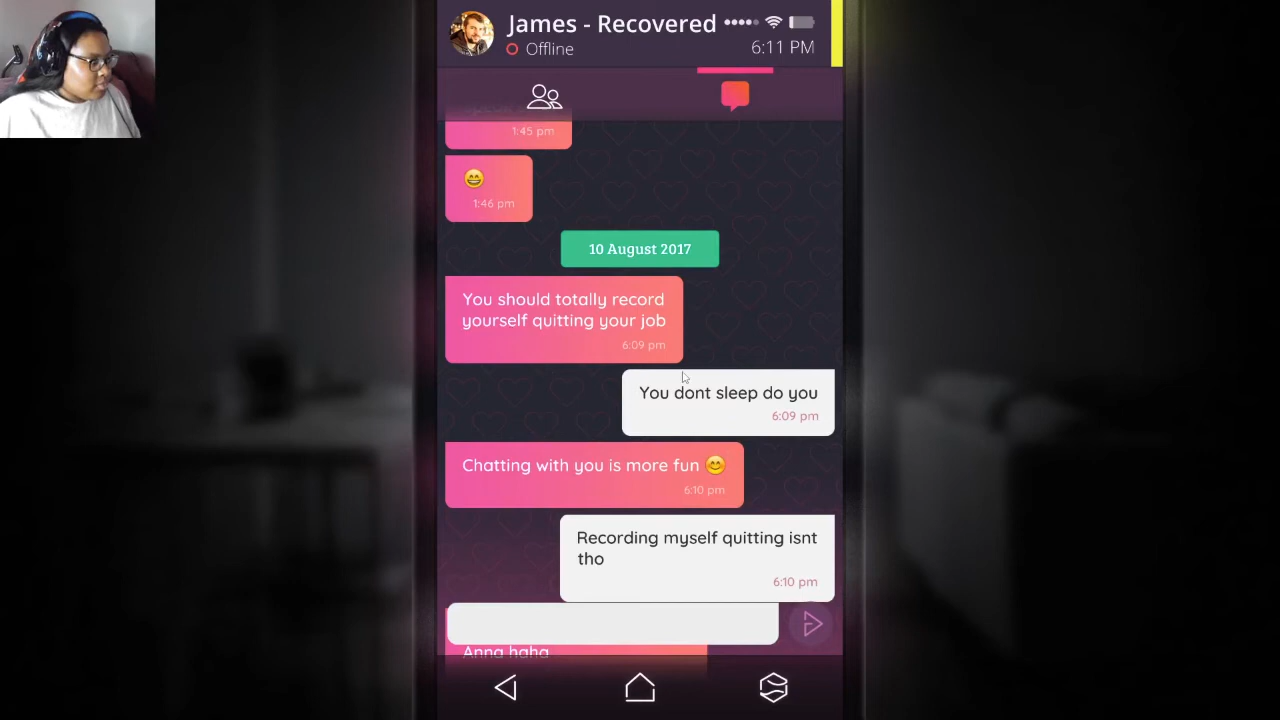 James - Recovered
Offline
6:11 PM
1:45 pm
1:46 pm
10 August 2017
You should totally record
yourself quitting your job
6:09 pm
You dont sleep do you
6:09 pm
Chatting with you is more fun 😊
6:10 pm
Recording myself quitting isnt
tho
6:10 pm
Anna haha